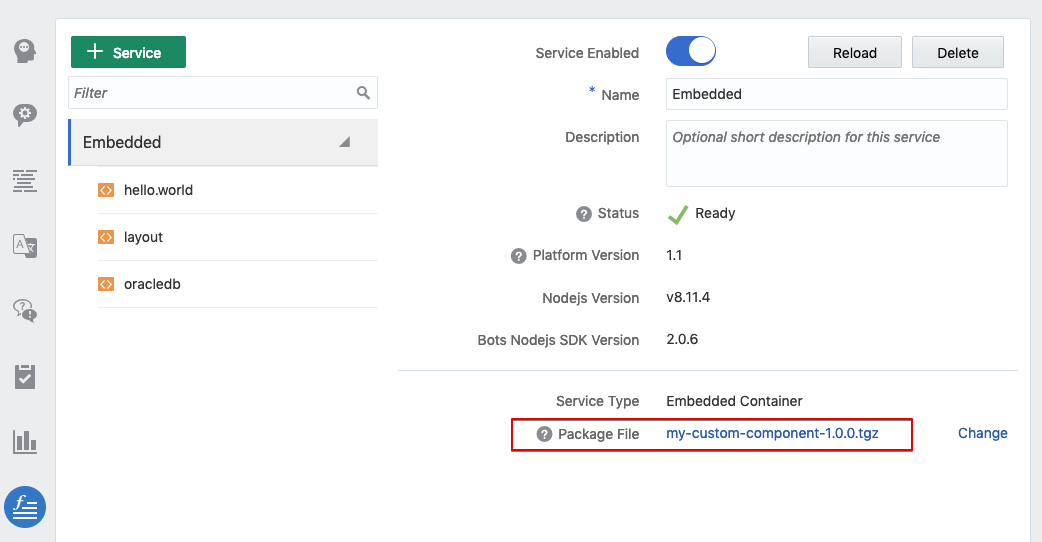 + Service
Filter
Embedded
hello.world
layout
oracledb
Service Enabled
Reload
Delete
* Name
Embedded
Description
Optional short description for this service
? Status
Ready
? Platform Version
1.1
Nodejs Version
v8.11.4
Bots Nodejs SDK Version
2.0.6
Service Type
Embedded Container
? Package File
my-custom-component-1.0.0.tgz
Change